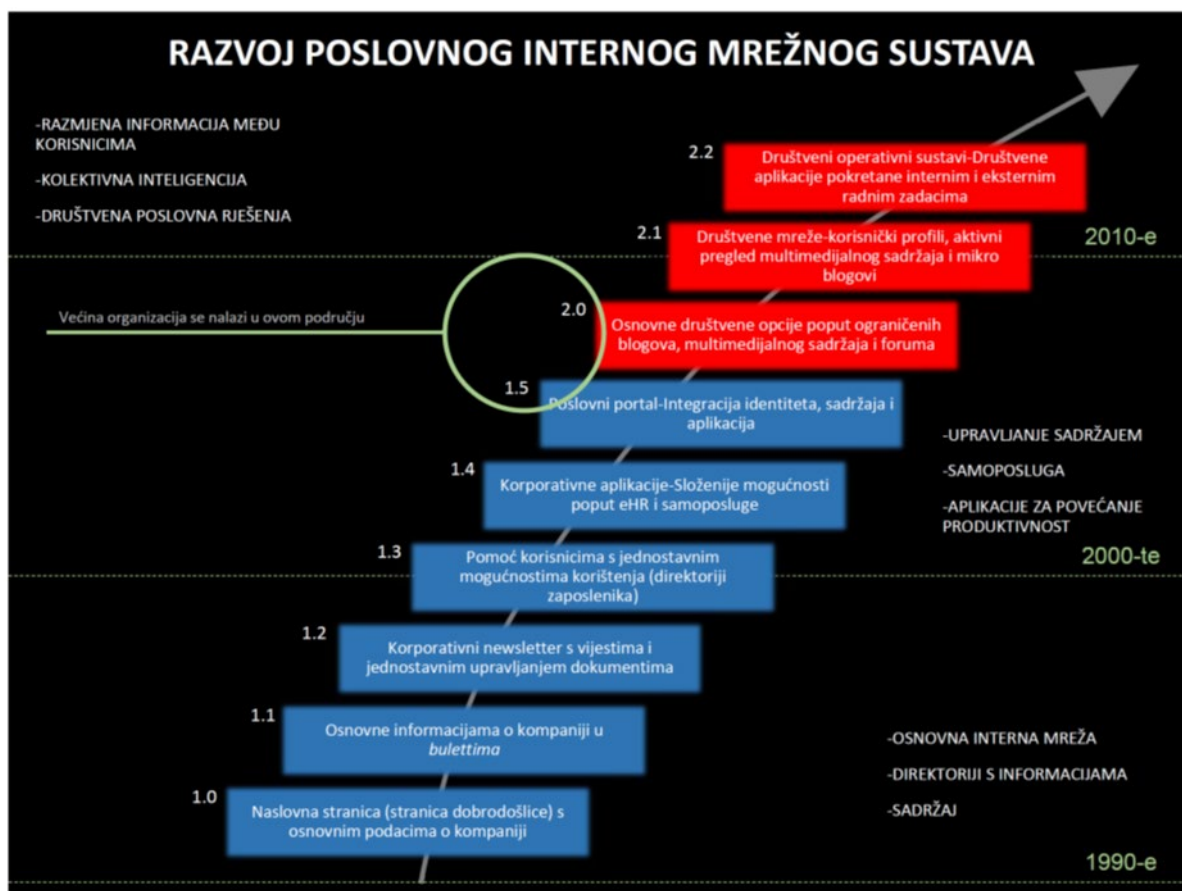 RAZVOJ POSLOVNOG INTERNOG MREŽNOG SUSTAVA
-RAZMJENA INFORMACIJA MEĐU
KORISNICIMA
-KOLEKTIVNA INTELIGENCIJA
-DRUŠTVENA POSLOVNA RJEŠENJA
2.2
Društveni operativni sustavi-Društvene
aplikacije pokretane internim i eksternim
radnim zadacima
2.1
Društvene mreže-korisnički profili, aktivni
pregled multimedijalnog sadržaja i mikro
blogovi
2010-e
Većina organizacija se nalazi u ovom području
2.0
Osnovne društvene opcije poput ograničenih
blogova, multimedijalnog sadržaja i foruma
1.5
Poslovni portal-Integracija identiteta, sadržaja i
aplikacija
-UPRAVLJANJE SADRŽAJEM
-SAMOPOSLUGA
-APLIKACIJE ZA POVEĆANJE
PRODUKTIVNOST
1.4
Korporativne aplikacije-Složenije mogućnosti
poput eHR i samoposluge
1.3
Pomoć korisnicima s jednostavnim
mogućnostima korištenja (direktoriji
zaposlenika)
2000-te
1.2
Korporativni newsletter s vijestima i
jednostavnim upravljanjem dokumentima
1.1
Osnovne informacijama o kompaniji u
bulettima
-OSNOVNA INTERNA MREŽA
-DIREKTORIJI S INFORMACIJAMA
-SADRŽAJ
1.0
Naslovna stranica (stranica dobrodošlice) s
osnovnim podacima o kompaniji
1990-e